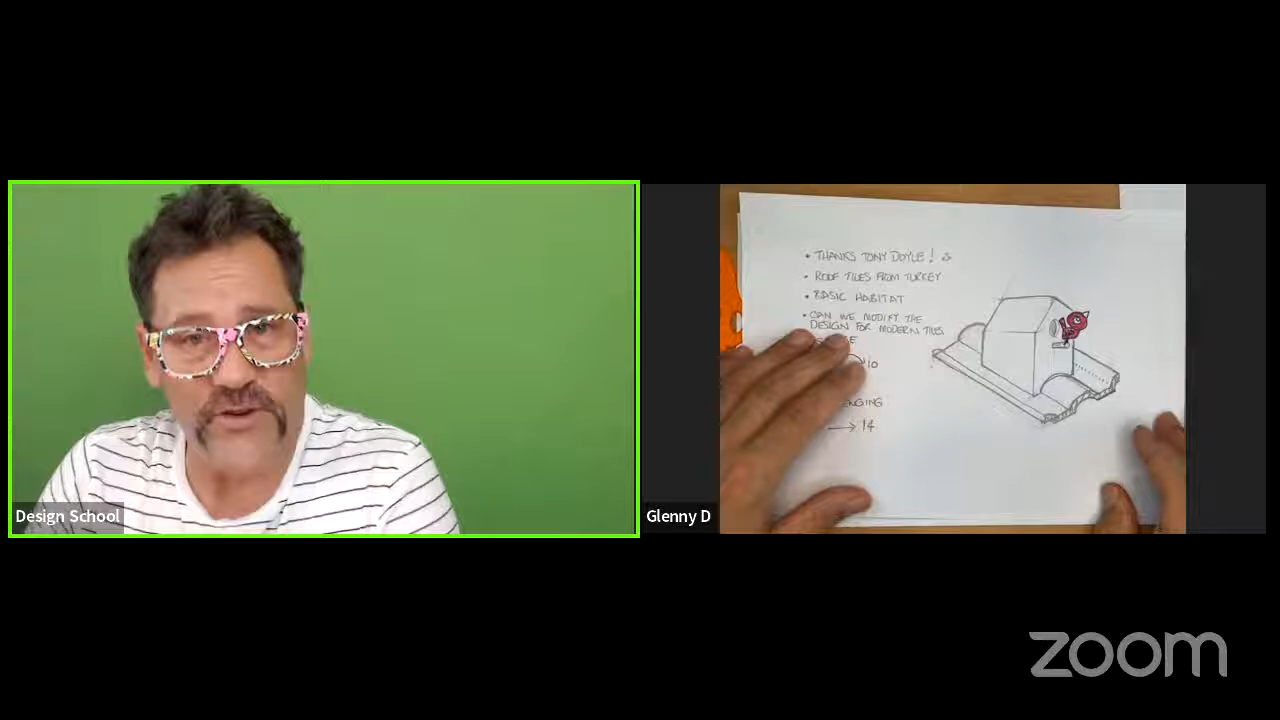 • THANKS TONY DOYLE!
• ROOF TILES FROM TURKEY
• BASIC HABITAT
• CAN WE MODIFY THE
DESIGN FOR MODERN TILES
10
→ 14
Design School
Glenny D
zoom